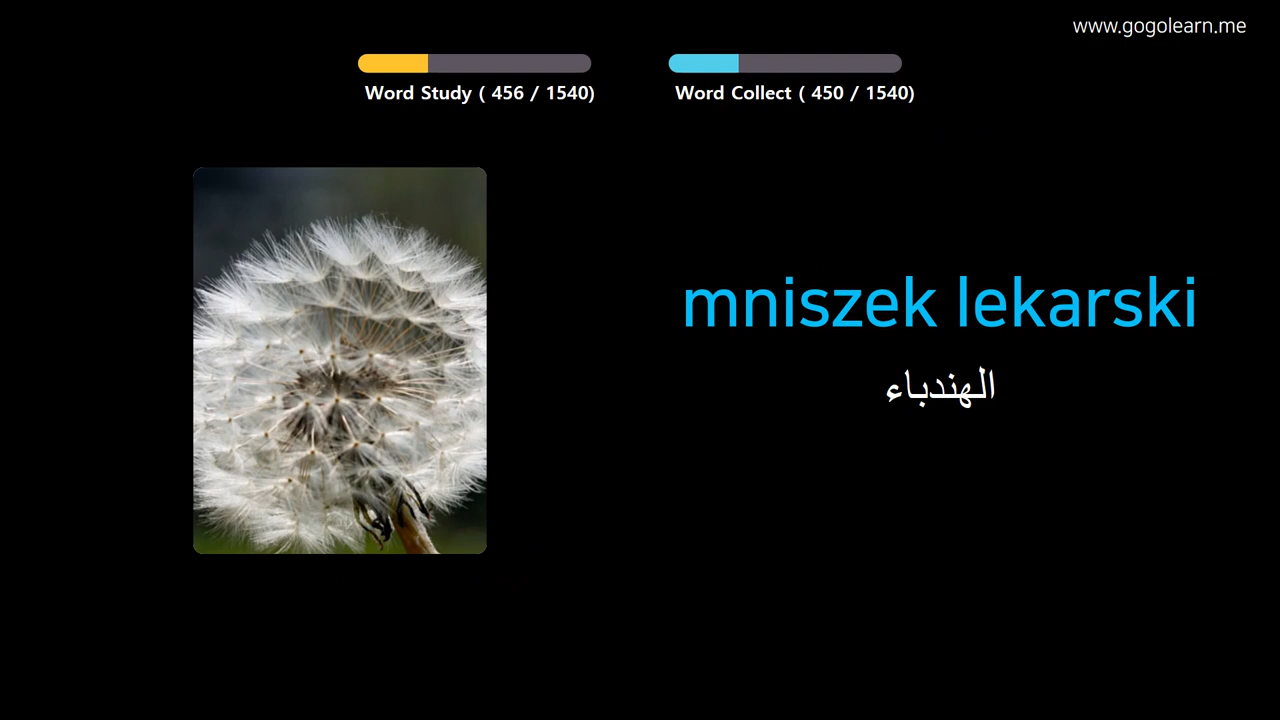 www.gogolearn.me
Word Study ( 456 / 1540)
Word Collect ( 450 / 1540)
mniszek lekarski
الهندباء